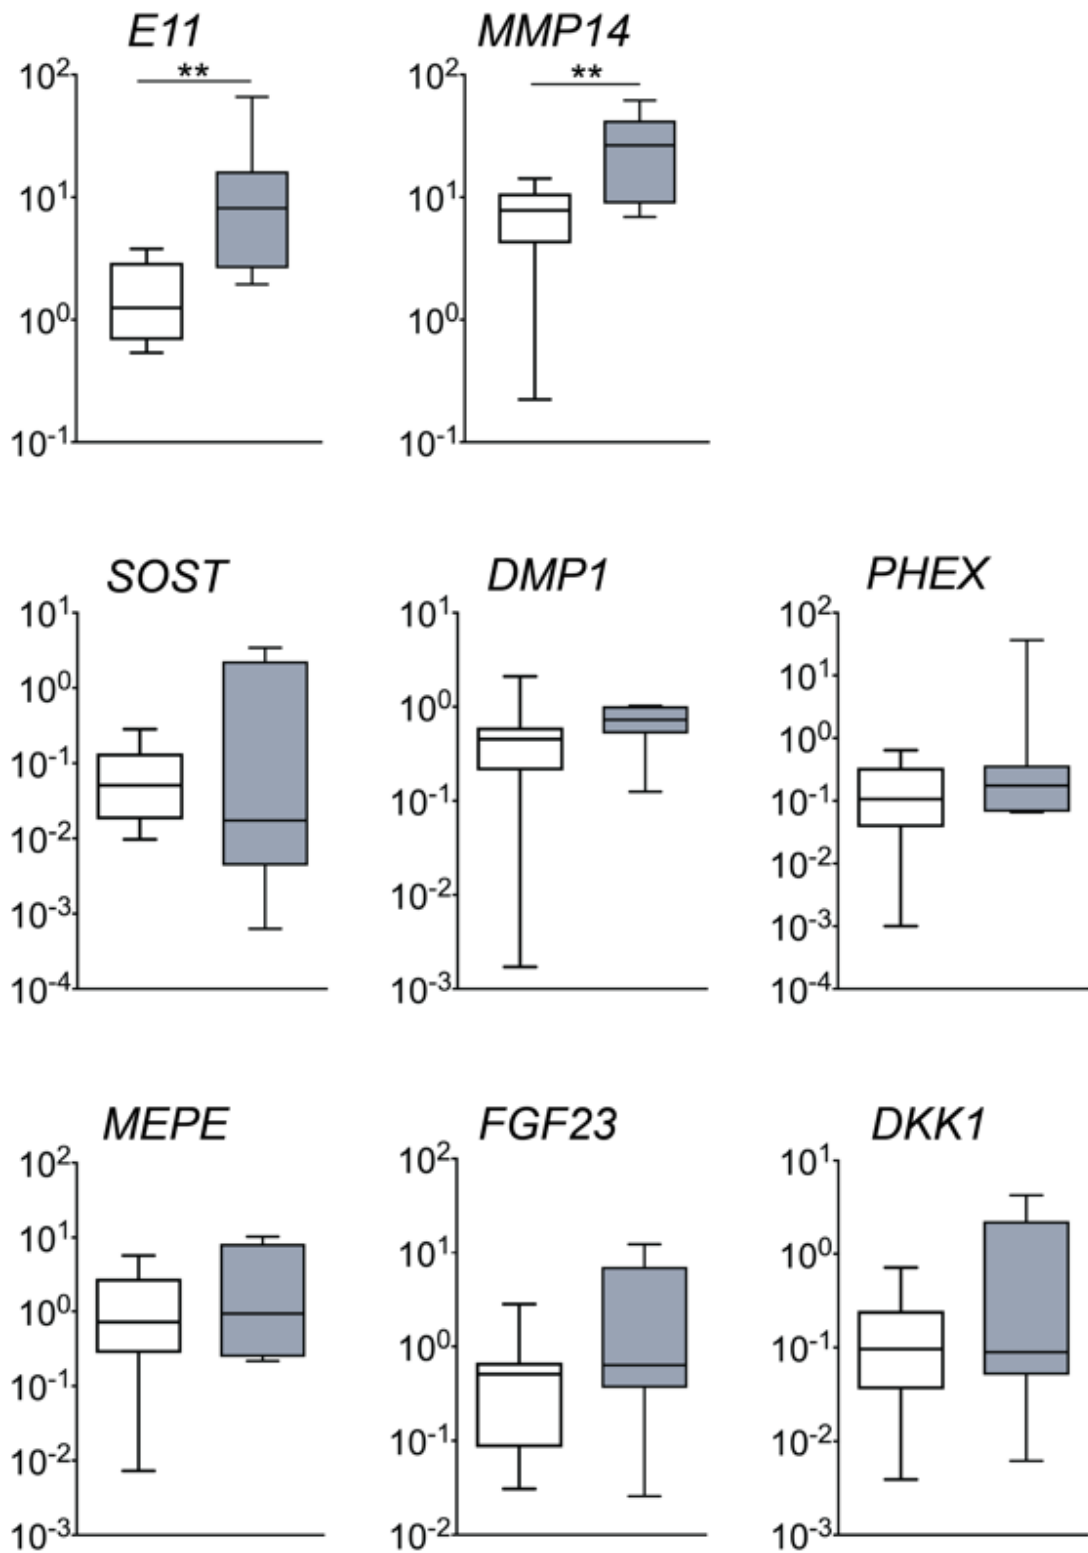 E11 MMP14
** **
10² 10²
10¹ 10¹
10⁰ 10⁰
10⁻¹ 10⁻¹
SOST DMP1 PHEX
10¹ 10¹ 10²
10⁰ 10⁰ 10¹
10⁻¹ 10⁻¹ 10⁰
10⁻² 10⁻² 10⁻¹
10⁻³ 10⁻³ 10⁻²
10⁻⁴ 10⁻³
10⁻⁴
MEPE FGF23 DKK1
10² 10² 10¹
10¹ 10¹ 10⁰
10⁰ 10⁰ 10⁻¹
10⁻¹ 10⁻¹ 10⁻²
10⁻² 10⁻² 10⁻³
10⁻³